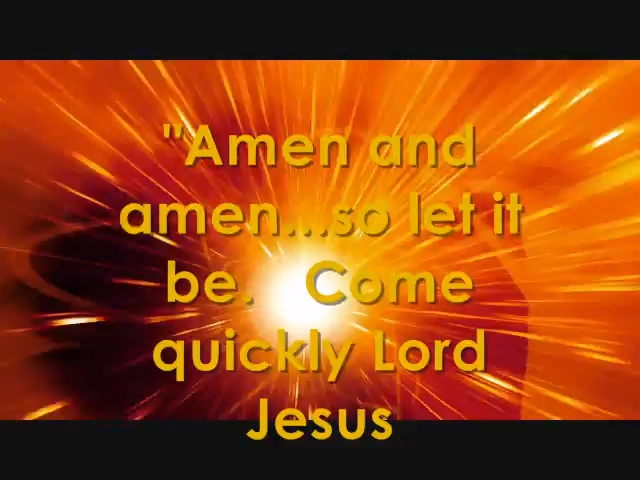 "Amen and
amen...so let it
be.   Come
quickly Lord
Jesus